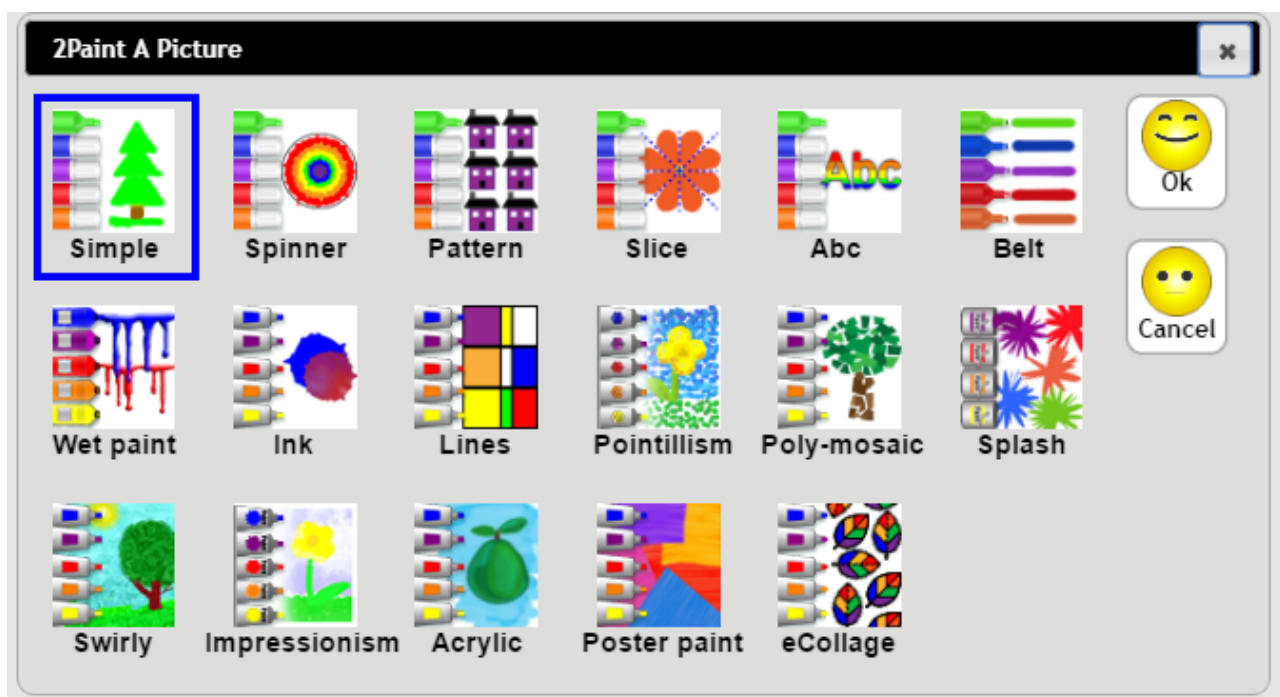 2Paint A Picture
Simple Spinner Pattern Slice Abc Belt
Ok
Wet paint Ink Lines Pointillism Poly-mosaic Splash
Cancel
Swirly Impressionism Acrylic Poster paint eCollage